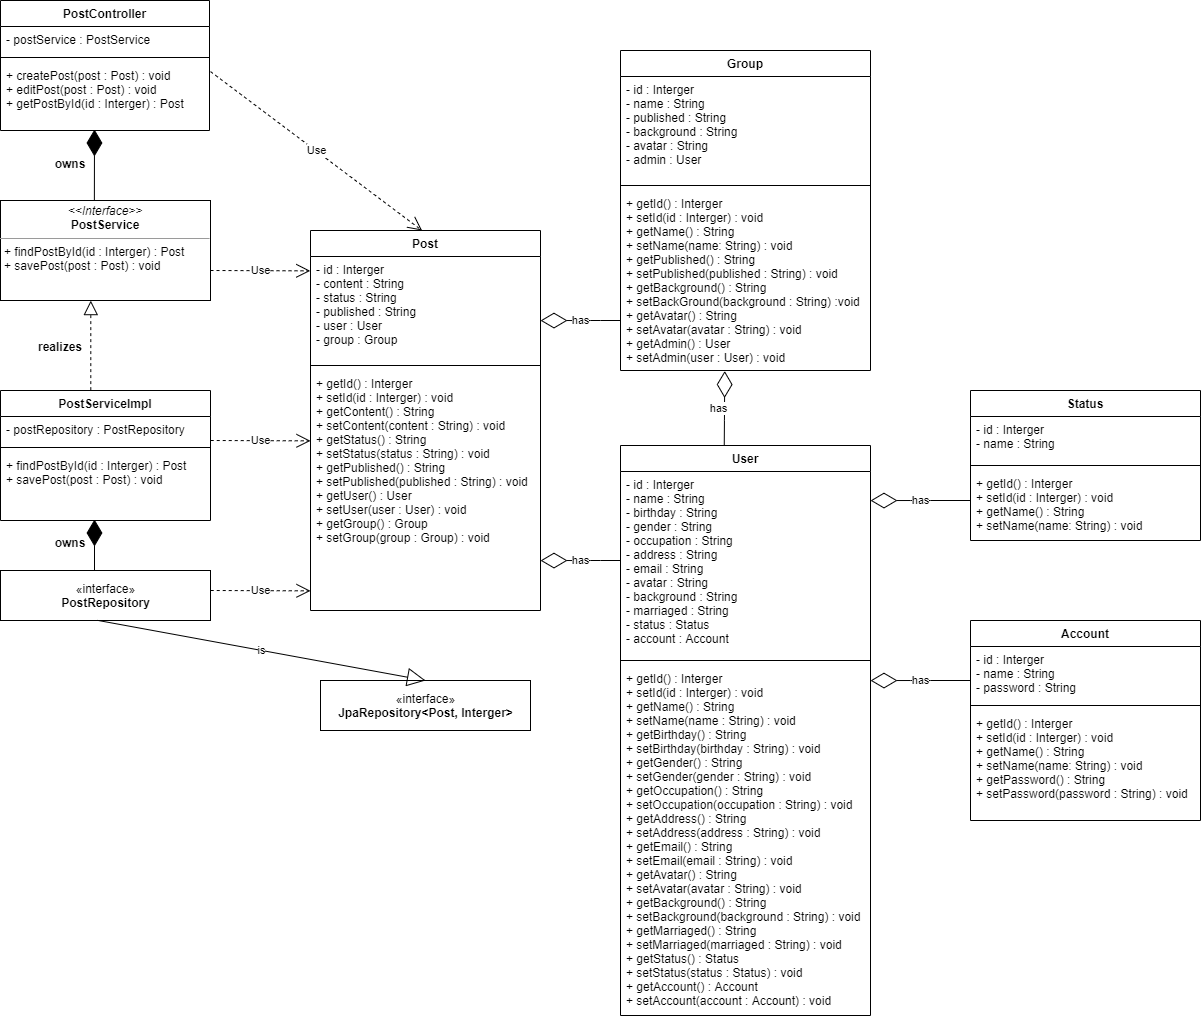 PostController
- postService : PostService
+ createPost(post : Post) : void
+ editPost(post : Post) : void
+ getPostById(id : Interger) : Post
owns
<<Interface>>
PostService
+ findPostById(id : Interger) : Post
+ savePost(post : Post) : void
realizes
PostServiceImpl
- postRepository : PostRepository
+ findPostById(id : Interger) : Post
+ savePost(post : Post) : void
owns
«interface»
PostRepository
is
«interface»
JpaRepository<Post, Interger>
Use
Use
Use
Use
Post
- id : Interger
- content : String
- status : String
- published : String
- user : User
- group : Group
+ getId() : Interger
+ setId(id : Interger) : void
+ getContent() : String
+ setContent(content : String) : void
+ getStatus() : String
+ setStatus(status : String) : void
+ getPublished() : String
+ setPublished(published : String) : void
+ getUser() : User
+ setUser(user : User) : void
+ getGroup() : Group
+ setGroup(group : Group) : void
has
has
Group
- id : Interger
- name : String
- published : String
- background : String
- avatar : String
- admin : User
+ getId() : Interger
+ setId(id : Interger) : void
+ getName() : String
+ setName(name: String) : void
+ getPublished() : String
+ setPublished(published : String) : void
+ getBackground() : String
+ setBackGround(background : String) :void
+ getAvatar() : String
+ setAvatar(avatar : String) : void
+ getAdmin() : User
+ setAdmin(user : User) : void
has
User
- id : Interger
- name : String
- birthday : String
- gender : String
- occupation : String
- address : String
- email : String
- avatar : String
- background : String
- marriaged : String
- status : Status
- account : Account
+ getId() : Interger
+ setId(id : Interger) : void
+ getName() : String
+ setName(name : String) : void
+ getBirthday() : String
+ setBirthday(birthday : String) : void
+ getGender() : String
+ setGender(gender : String) : void
+ getOccupation() : String
+ setOccupation(occupation : String) : void
+ getAddress() : String
+ setAddress(address : String) : void
+ getEmail() : String
+ setEmail(email : String) : void
+ getAvatar() : String
+ setAvatar(avatar : String) : void
+ getBackground() : String
+ setBackground(background : String) : void
+ getMarriaged() : String
+ setMarriaged(marriaged : String) : void
+ getStatus() : Status
+ setStatus(status : Status) : void
+ getAccount() : Account
+ setAccount(account : Account) : void
has
has
Status
- id : Interger
- name : String
+ getId() : Interger
+ setId(id : Interger) : void
+ getName() : String
+ setName(name: String) : void
Account
- id : Interger
- name : String
- password : String
+ getId() : Interger
+ setId(id : Interger) : void
+ getName() : String
+ setName(name: String) : void
+ getPassword() : String
+ setPassword(password : String) : void